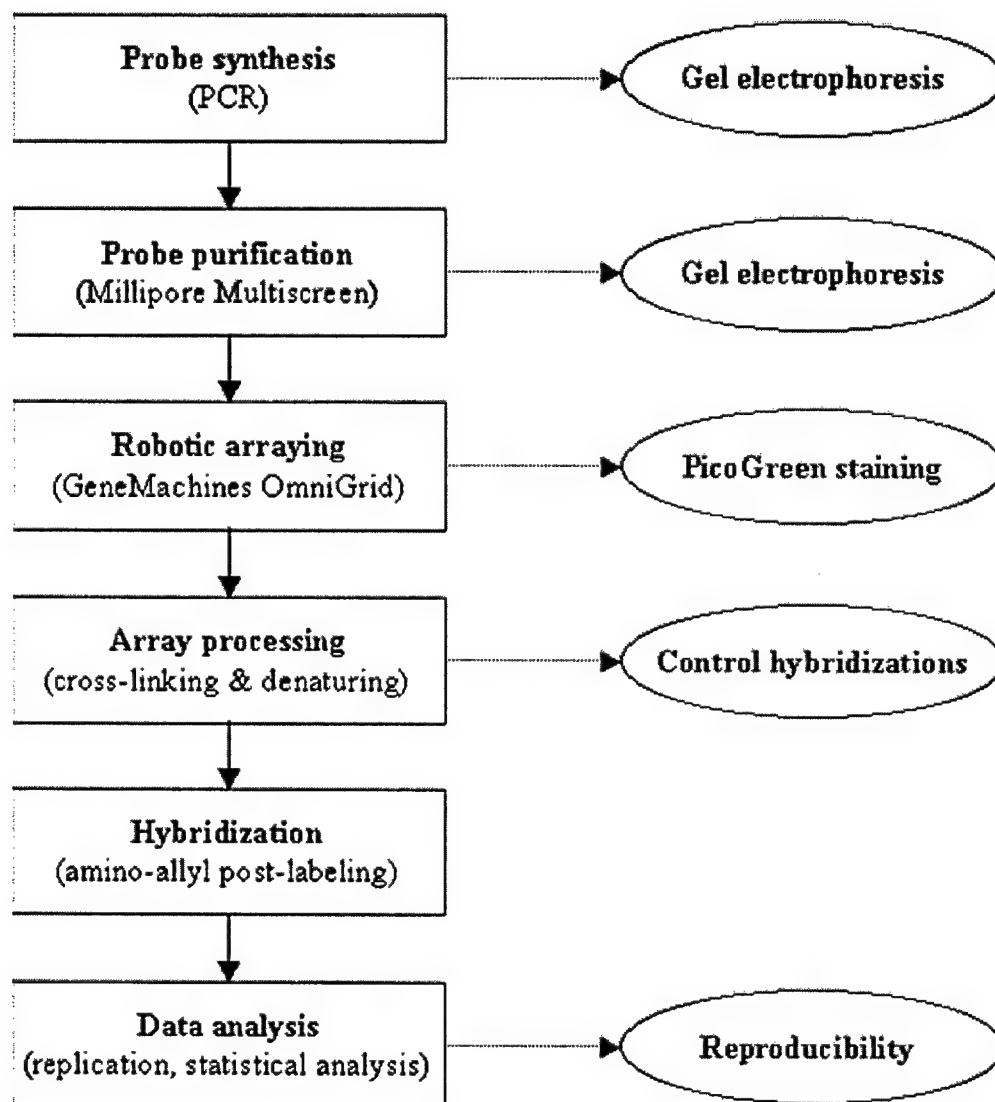 Probe synthesis
(PCR)
Gel electrophoresis
Probe purification
(Millipore Multiscreen)
Gel electrophoresis
Robotic arraying
(GeneMachines OmniGrid)
PicoGreen staining
Array processing
(cross-linking & denaturing)
Control hybridizations
Hybridization
(amino-allyl post-labeling)
Data analysis
(replication, statistical analysis)
Reproducibility